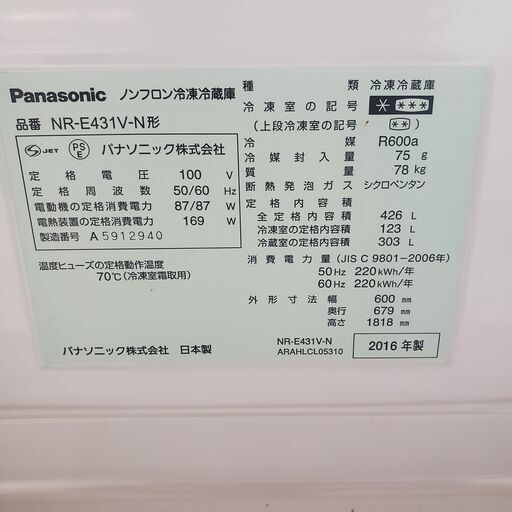 Panasonic ノンフロン冷凍冷蔵庫
品番 NR-E431V-N形
S JET PS E パナソニック株式会社
定格電圧 100 V
定格周波数 50/60 Hz
電動機の定格消費電力 87/87 W
電熱装置の定格消費電力 169 W
製造番号 A 5912940
温度ヒューズの定格動作温度
70℃(冷凍室霜取用)
パナソニック株式会社 日本製
種類 冷凍冷蔵庫
冷凍室の記号 * ***
(上段冷凍室の記号 ** )
冷媒 R600a
冷媒封入量 75 g
質量 78 kg
断熱発泡ガス シクロペンタン
定格内容積
全定格内容積 426 L
冷凍室の定格内容積 123 L
冷蔵室の定格内容積 303 L
消費電力量 (JIS C 9801-2006年)
50Hz 220kWh/年
60Hz 220kWh/年
外形寸法 幅 600 mm
奥行 679 mm
高さ 1818 mm
NR-E431V-N
ARAHLCL05310
2016 年製